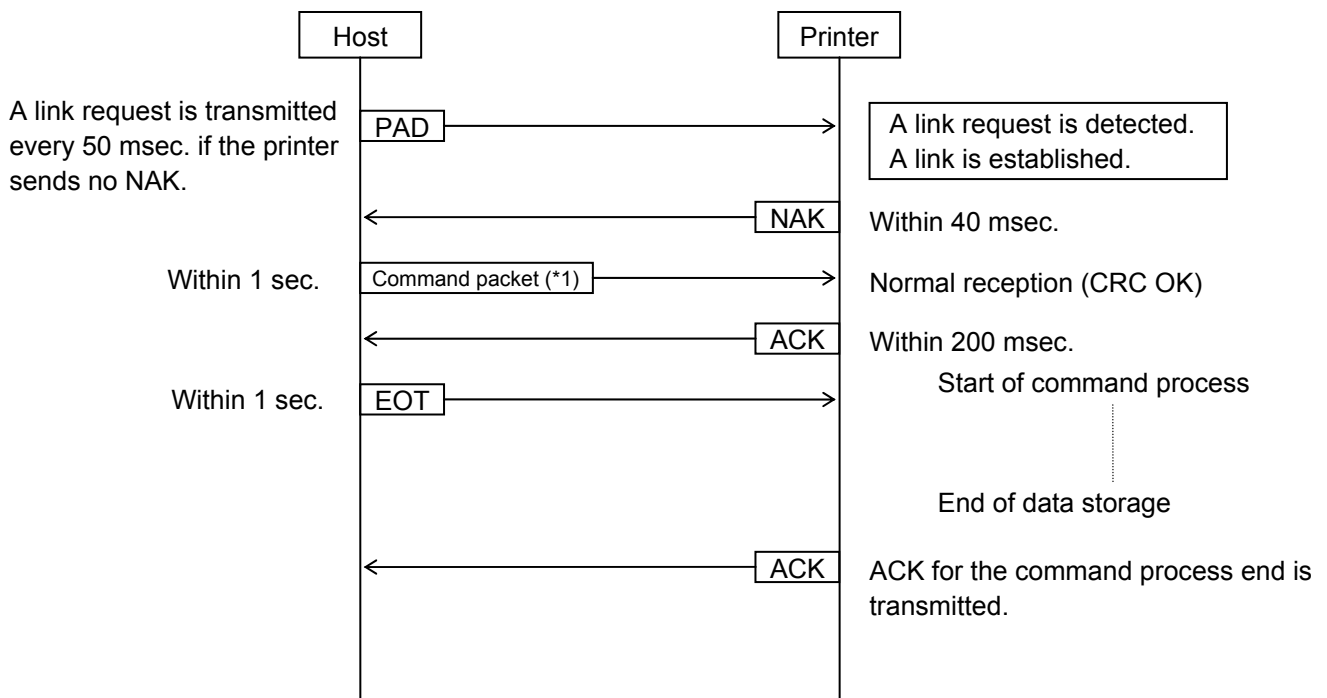 Host
Printer
A link request is transmitted
every 50 msec. if the printer
sends no NAK.
PAD
A link request is detected.
A link is established.
NAK
Within 40 msec.
Within 1 sec.
Command packet (*1)
Normal reception (CRC OK)
ACK
Within 200 msec.
Start of command process
Within 1 sec.
EOT
End of data storage
ACK
ACK for the command process end is
transmitted.